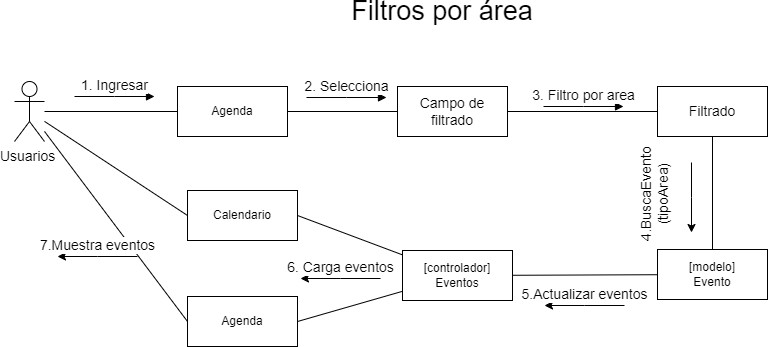 Filtros por área
1. Ingresar
2. Selecciona
3. Filtro por area
Agenda
Campo de
filtrado
Filtrado
Usuarios
4.BuscaEvento
(tipoArea)
Calendario
7.Muestra eventos
6. Carga eventos
[controlador]
Eventos
[modelo]
Evento
5.Actualizar eventos
Agenda